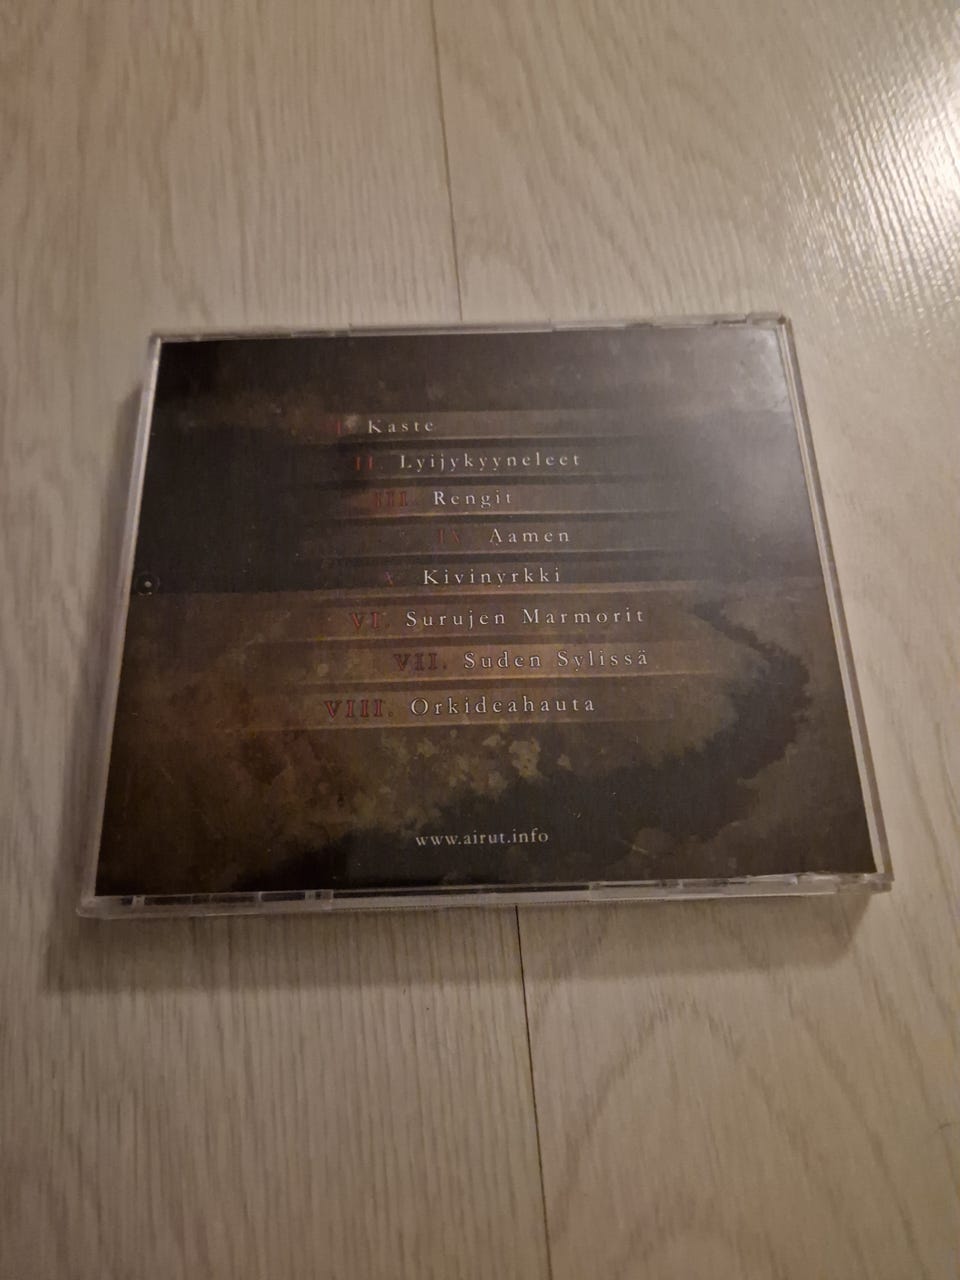 I. Kaste
II. Lyijykyyneleet
III. Rengit
IV. Aamen
V. Kivinyrkki
VI. Surujen Marmorit
VII. Suden Sylissä
VIII. Orkideahauta
www.airut.info